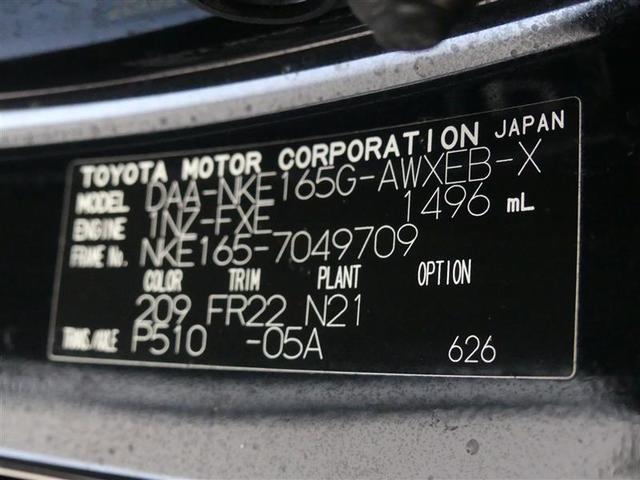 TOYOTA MOTOR CORPORATION JAPAN
MODEL DAA-NKE165G-AWXEB-X
ENGINE 1NZ-FXE 1496 mL
FRAME No. NKE165-7049709
COLOR TRIM PLANT OPTION
209 FR22 N21
TRANS/AXLE P510 -05A 626